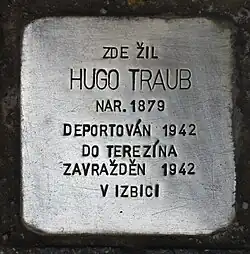 ZDE ŽIL
HUGO TRAUB
NAR. 1879
DEPORTOVÁN 1942
DO TEREZÍNA
ZAVRAŽDĚN 1942
V IZBICI